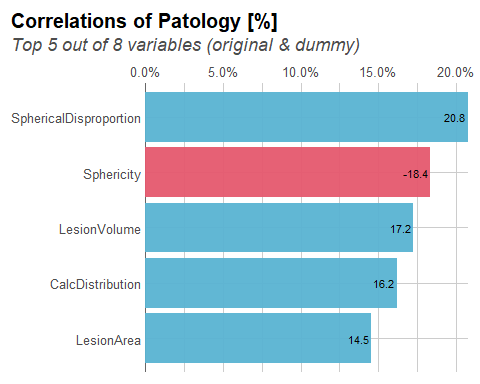 Correlations of Patology [%]
Top 5 out of 8 variables (original & dummy)
0.0% 5.0% 10.0% 15.0% 20.0%
SphericalDisproportion 20.8
Sphericity -18.4
LesionVolume 17.2
CalcDistribution 16.2
LesionArea 14.5